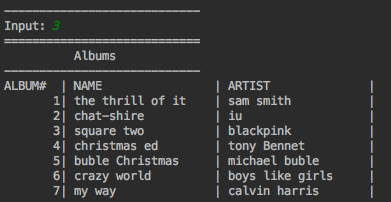 Input: 3
Albums
ALBUM# | NAME | ARTIST |
1| the thrill of it | sam smith |
2| chat-shire | iu |
3| square two | blackpink |
4| christmas ed | tony Bennet |
5| buble Christmas | michael buble |
6| crazy world | boys like girls |
7| my way | calvin harris |